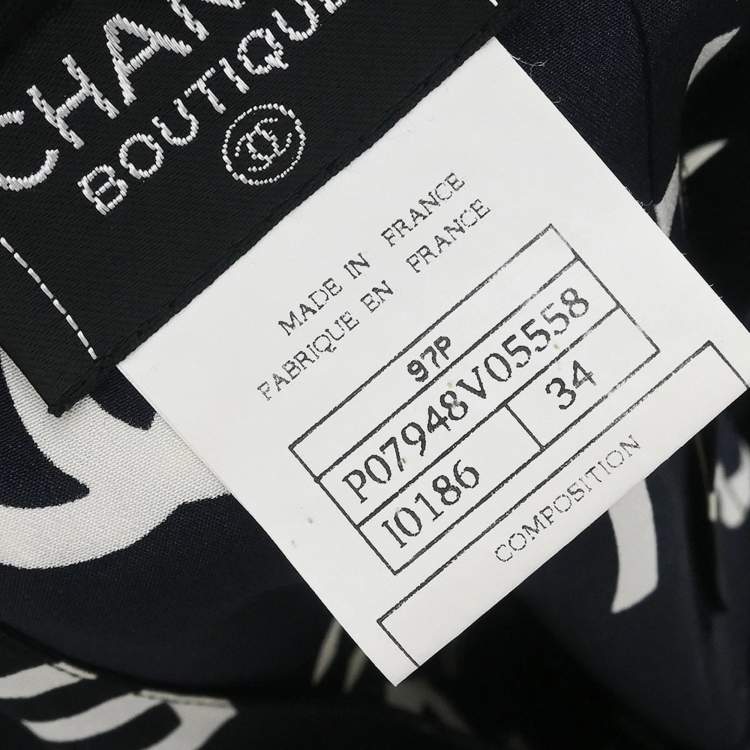 CHAN
BOUTIQUE
MADE IN FRANCE
FABRIQUE EN FRANCE
97P
P07948V05558
I0186 34
COMPOSITION